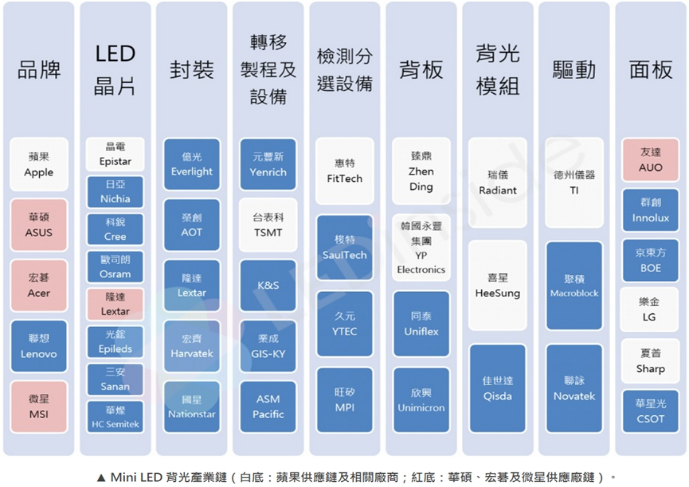 品牌
蘋果
Apple
華碩
ASUS
宏碁
Acer
聯想
Lenovo
微星
MSI
LED
晶片
晶電
Epistar
日亞
Nichia
科銳
Cree
歐司朗
Osram
隆達
Lextar
光鋐
Epileds
三安
Sanan
華燦
HC Semitek
封裝
億光
Everlight
榮創
AOT
隆達
Lextar
宏齊
Harvatek
國星
Nationstar
轉移
製程及
設備
元豐新
Yenrich
台表科
TSMT
K&S
業成
GIS-KY
ASM
Pacific
檢測分
選設備
惠特
FitTech
梭特
SaulTech
久元
YTEC
旺矽
MPI
背板
臻鼎
Zhen
Ding
韓國永豐
集團
YP
Electronics
同泰
Uniflex
欣興
Unimicron
背光
模組
瑞儀
Radiant
喜星
HeeSung
佳世達
Qisda
驅動
德州儀器
TI
聚積
Macroblock
聯詠
Novatek
面板
友達
AUO
群創
Innolux
京東方
BOE
樂金
LG
夏普
Sharp
華星光
CSOT
LEDinside
▲ Mini LED 背光產業鏈（白底：蘋果供應鏈及相關廠商；紅底：華碩、宏碁及微星供應廠鏈）。